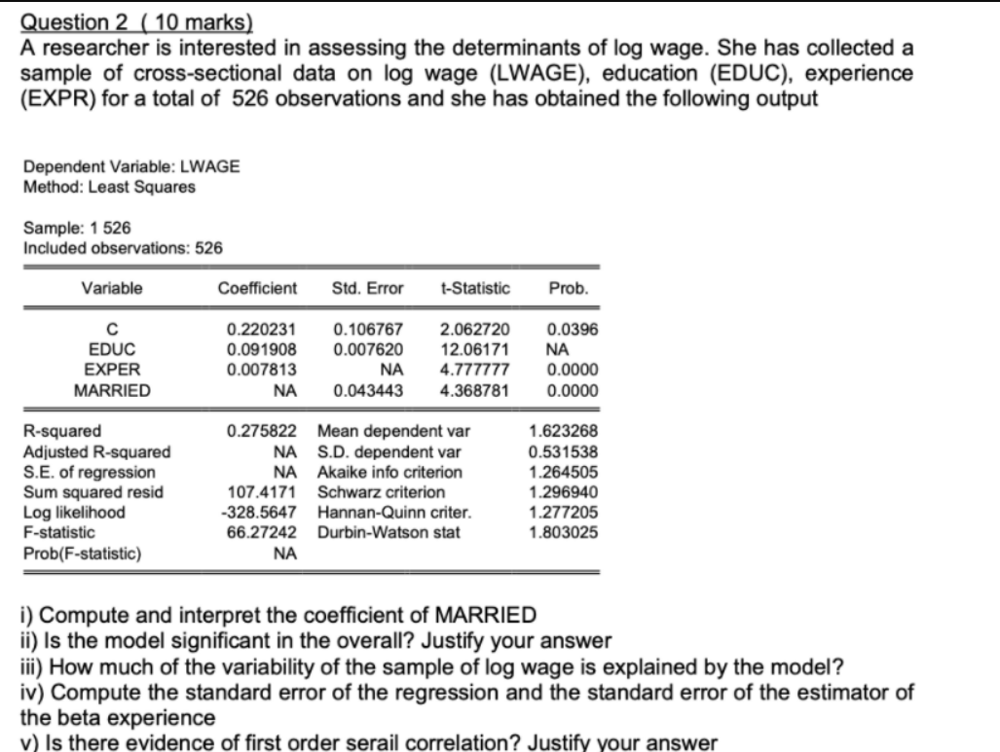 Question 2 ( 10 marks)
A researcher is interested in assessing the determinants of log wage. She has collected a
sample of cross-sectional data on log wage (LWAGE), education (EDUC), experience
(EXPR) for a total of 526 observations and she has obtained the following output
Dependent Variable: LWAGE
Method: Least Squares
Sample: 1 526
Included observations: 526
Variable Coefficient Std. Error t-Statistic Prob.
C 0.220231 0.106767 2.062720 0.0396
EDUC 0.091908 0.007620 12.06171 NA
EXPER 0.007813 NA 4.777777 0.0000
MARRIED NA 0.043443 4.368781 0.0000
R-squared 0.275822 Mean dependent var 1.623268
Adjusted R-squared NA S.D. dependent var 0.531538
S.E. of regression NA Akaike info criterion 1.264505
Sum squared resid 107.4171 Schwarz criterion 1.296940
Log likelihood -328.5647 Hannan-Quinn criter. 1.277205
F-statistic 66.27242 Durbin-Watson stat 1.803025
Prob(F-statistic) NA
i) Compute and interpret the coefficient of MARRIED
ii) Is the model significant in the overall? Justify your answer
iii) How much of the variability of the sample of log wage is explained by the model?
iv) Compute the standard error of the regression and the standard error of the estimator of
the beta experience
v) Is there evidence of first order serail correlation? Justify your answer